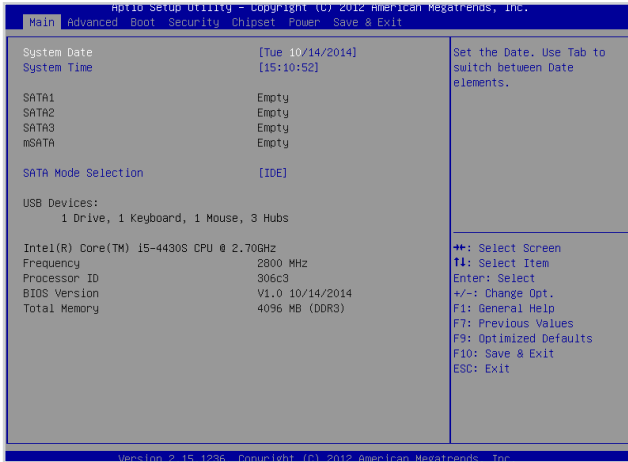 Aptio Setup Utility – Copyright (C) 2012 American Megatrends, Inc.
Main Advanced Boot Security Chipset Power Save & Exit
System Date [Tue 10/14/2014]
System Time [15:10:52]
SATA1 Empty
SATA2 Empty
SATA3 Empty
mSATA Empty
SATA Mode Selection [IDE]
USB Devices:
1 Drive, 1 Keyboard, 1 Mouse, 3 Hubs
Intel(R) Core(TM) i5-4430S CPU @ 2.70GHz
Frequency 2800 MHz
Processor ID 306c3
BIOS Version V1.0 10/14/2014
Total Memory 4096 MB (DDR3)
Set the Date. Use Tab to
switch between Date
elements.
→←: Select Screen
↑↓: Select Item
Enter: Select
+/-: Change Opt.
F1: General Help
F7: Previous Values
F9: Optimized Defaults
F10: Save & Exit
ESC: Exit
Version 2.15.1236. Copyright (C) 2012 American Megatrends, Inc.